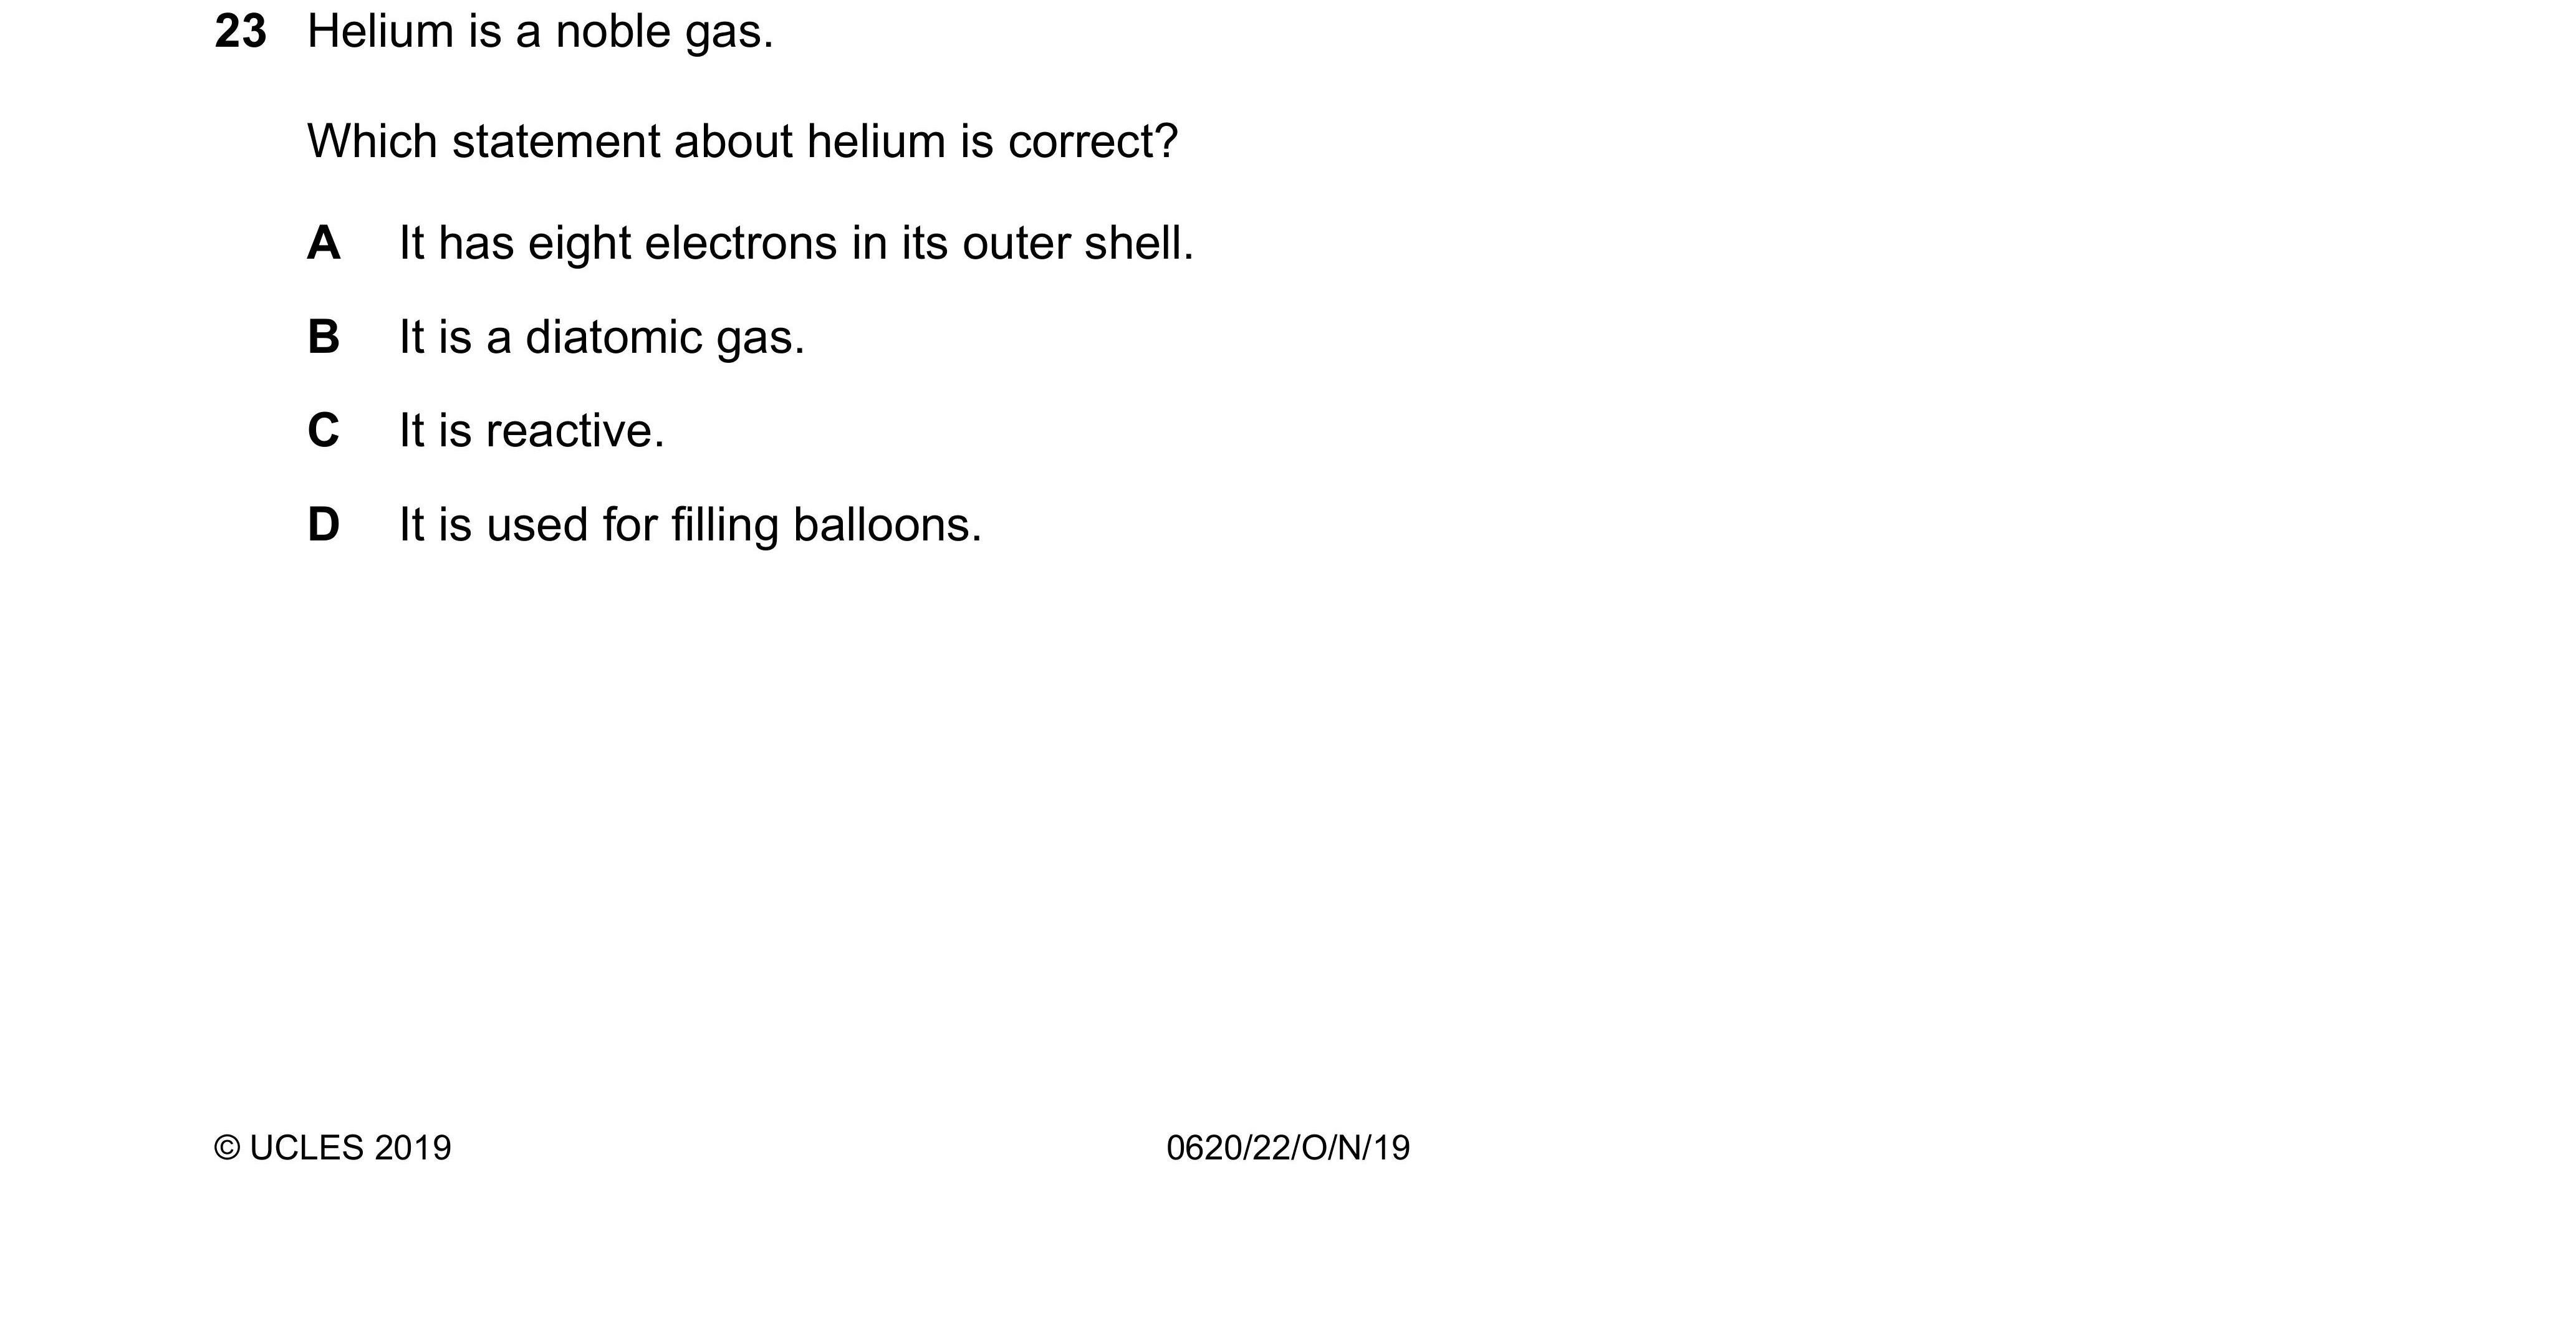 23 Helium is a noble gas.
Which statement about helium is correct?
A It has eight electrons in its outer shell.
B It is a diatomic gas.
C It is reactive.
D It is used for filling balloons.
© UCLES 2019 0620/22/O/N/19